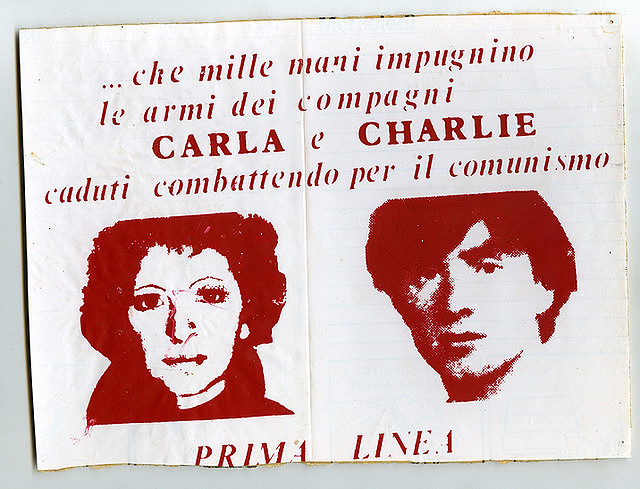 ... che mille mani impugnino
le armi dei compagni
CARLA e CHARLIE
caduti combattendo per il comunismo
PRIMA LINEA